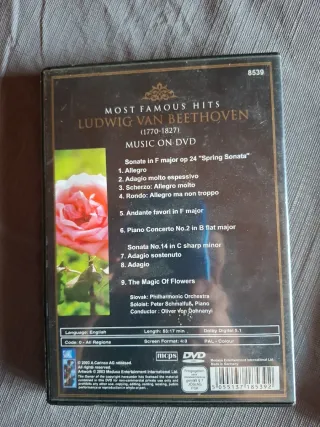 8539
MOST FAMOUS HITS
LUDWIG VAN BEETHOVEN
(1770-1827)
MUSIC ON DVD
Sonate in F major op 24 "Spring Sonata"
1. Allegro
2. Adagio molto espessivo
3. Scherzo: Allegro molto
4. Rondo: Allegro ma non troppo
5. Andante favori in F major
6. Piano Concerto No.2 in B flat major
Sonata No.14 in C sharp minor
7. Adagio sostenuto
8. Adagio
9. The Magic Of Flowers
Slovak: Philharmonic Orchestra
Soloist: Peter Schmalfuß, Piano
Conductor : Oliver von Dohnanyi
Language: English
Length: 55:17 min
Dolby Digital 5.1
Code: 0 - All Regions
Screen Format: 4:3
PAL - Colour
mcps
DVD